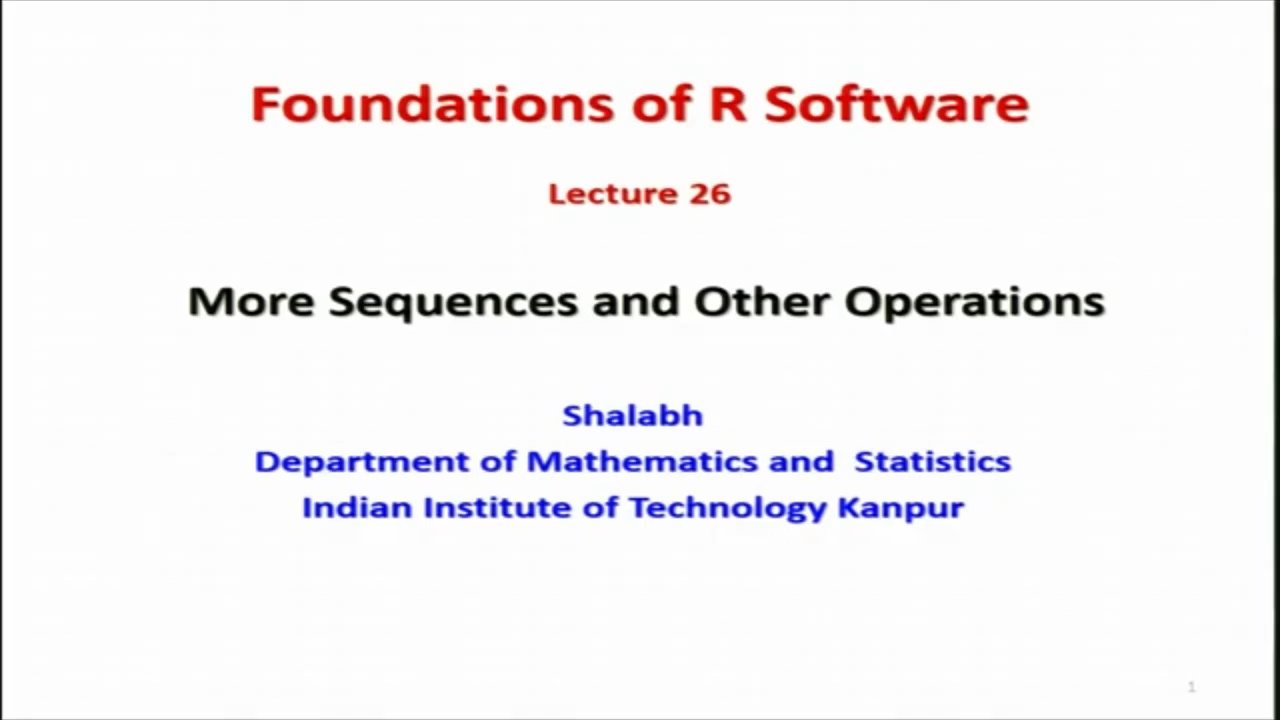 Foundations of R Software
Lecture 26
More Sequences and Other Operations
Shalabh
Department of Mathematics and  Statistics
Indian Institute of Technology Kanpur
1